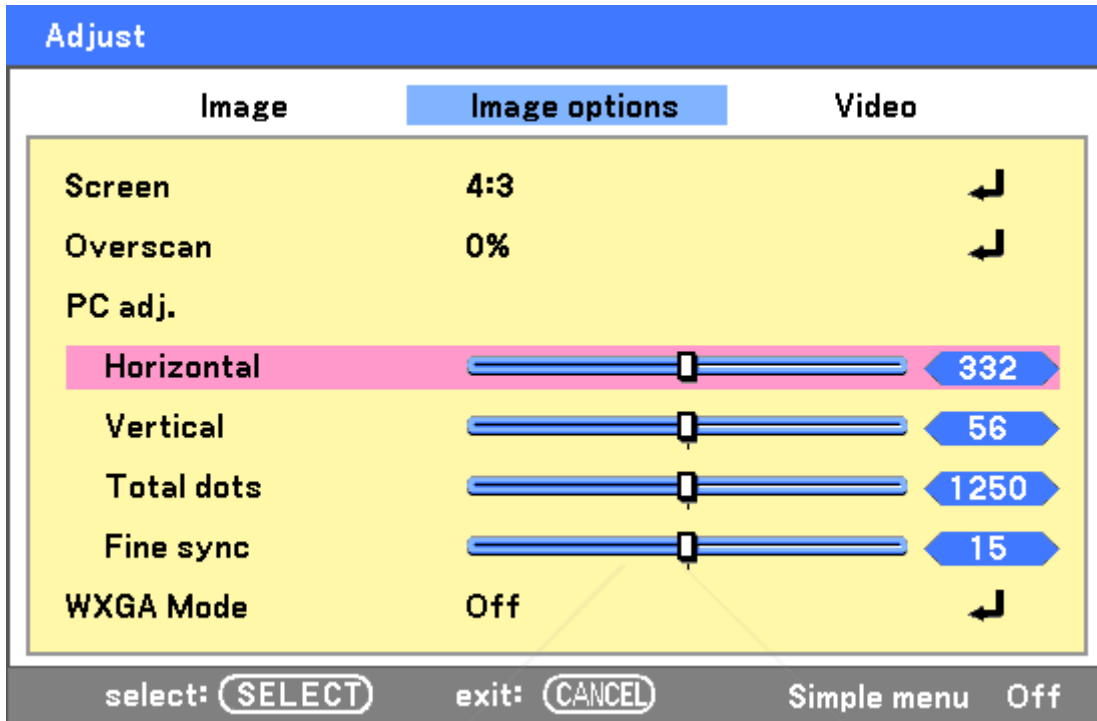 Adjust
Image Image options Video
Screen 4:3
Overscan 0%
PC adj.
Horizontal 332
Vertical 56
Total dots 1250
Fine sync 15
WXGA Mode Off
select: SELECT exit: CANCEL Simple menu Off